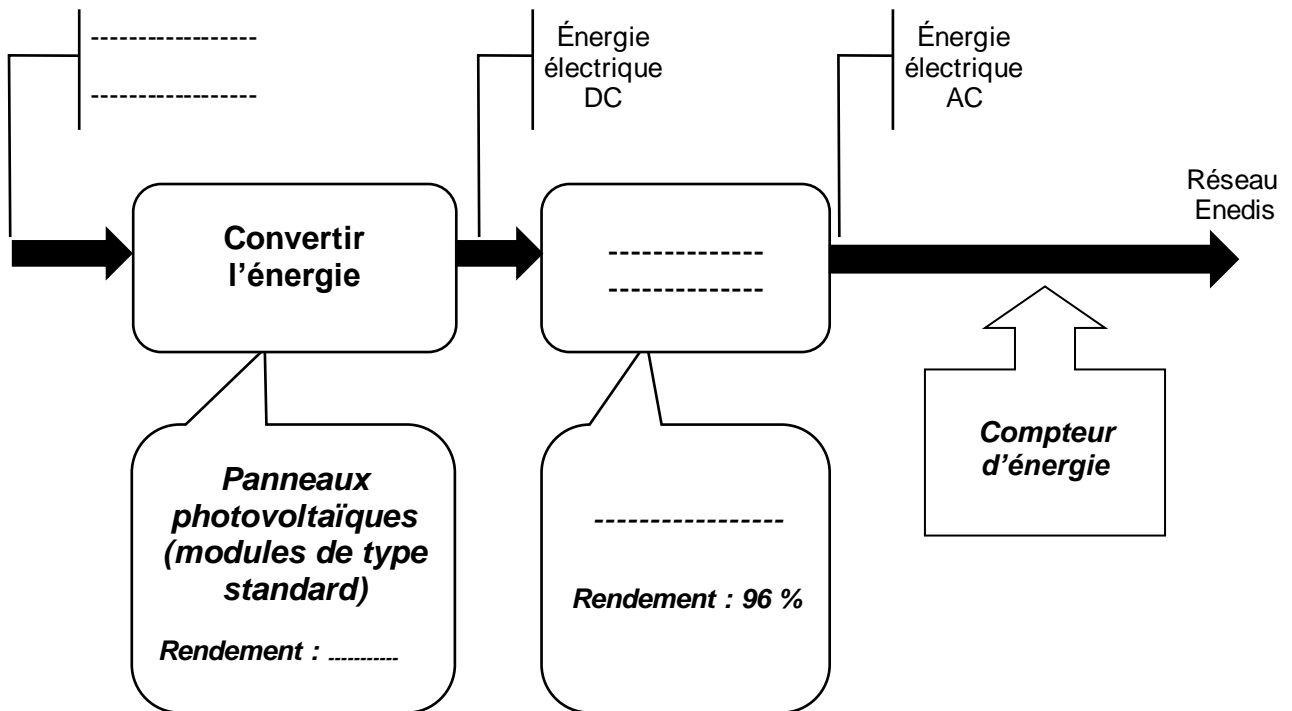 ------------------
------------------
Énergie
électrique
DC
Énergie
électrique
AC
Réseau
Enedis
Convertir
l’énergie
--------------
--------------
Panneaux
photovoltaïques
(modules de type
standard)
Rendement : -----------
-----------------
Rendement : 96 %
Compteur
d’énergie